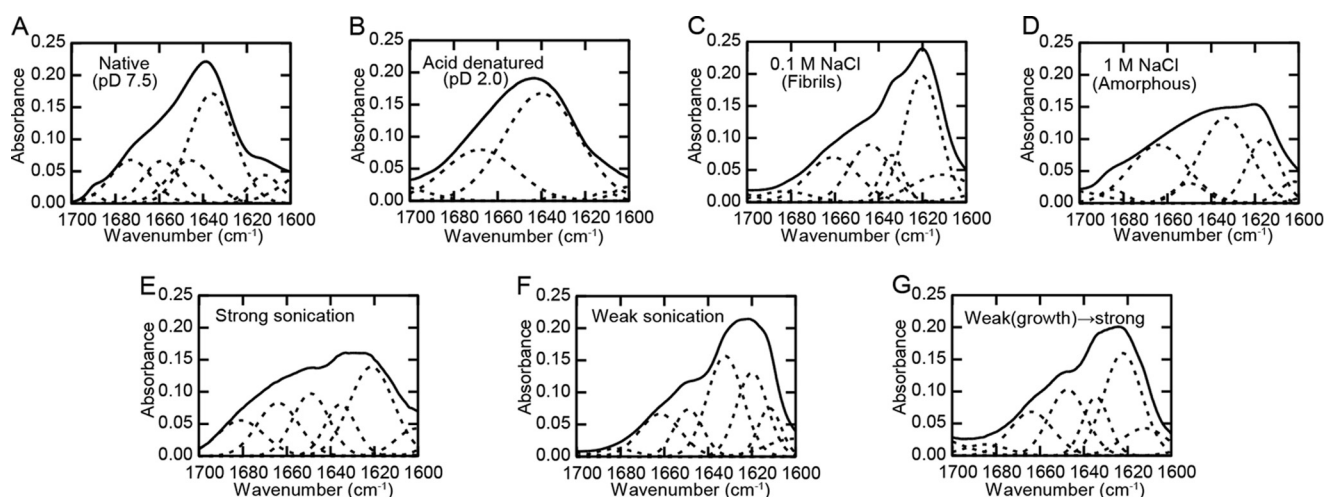 A
Native
(pD 7.5)
0.25
0.20
0.15
0.10
0.05
0.00
Absorbance
1700 1680 1660 1640 1620 1600
Wavenumber (cm⁻¹)
B
Acid denatured
(pD 2.0)
0.25
0.20
0.15
0.10
0.05
0.00
Absorbance
1700 1680 1660 1640 1620 1600
Wavenumber (cm⁻¹)
C
0.1 M NaCl
(Fibrils)
0.25
0.20
0.15
0.10
0.05
0.00
Absorbance
1700 1680 1660 1640 1620 1600
Wavenumber (cm⁻¹)
D
1 M NaCl
(Amorphous)
0.25
0.20
0.15
0.10
0.05
0.00
Absorbance
1700 1680 1660 1640 1620 1600
Wavenumber (cm⁻¹)
E
Strong sonication
0.25
0.20
0.15
0.10
0.05
0.00
Absorbance
1700 1680 1660 1640 1620 1600
Wavenumber (cm⁻¹)
F
Weak sonication
0.25
0.20
0.15
0.10
0.05
0.00
Absorbance
1700 1680 1660 1640 1620 1600
Wavenumber (cm⁻¹)
G
Weak(growth)→strong
0.25
0.20
0.15
0.10
0.05
0.00
Absorbance
1700 1680 1660 1640 1620 1600
Wavenumber (cm⁻¹)